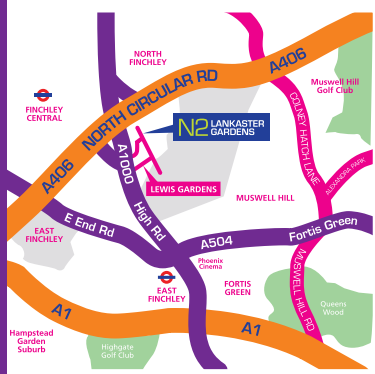 NORTH
FINCHLEY
A406
NORTH CIRCULAR RD
A406
Muswell Hill
Golf Club
FINCHLEY
CENTRAL
N2 LANKASTER
GARDENS
COLNEY HATCH LANE
A1000
ALEXANDRA PARK
LEWIS GARDENS
MUSWELL HILL
High Rd
E End Rd
EAST
FINCHLEY
A504
Fortis Green
Phoenix
Cinema
MUSWELL HILL RD
EAST
FINCHLEY
FORTIS
GREEN
Queens
Wood
A1
A1
Hampstead
Garden
Suburb
Highgate
Golf Club